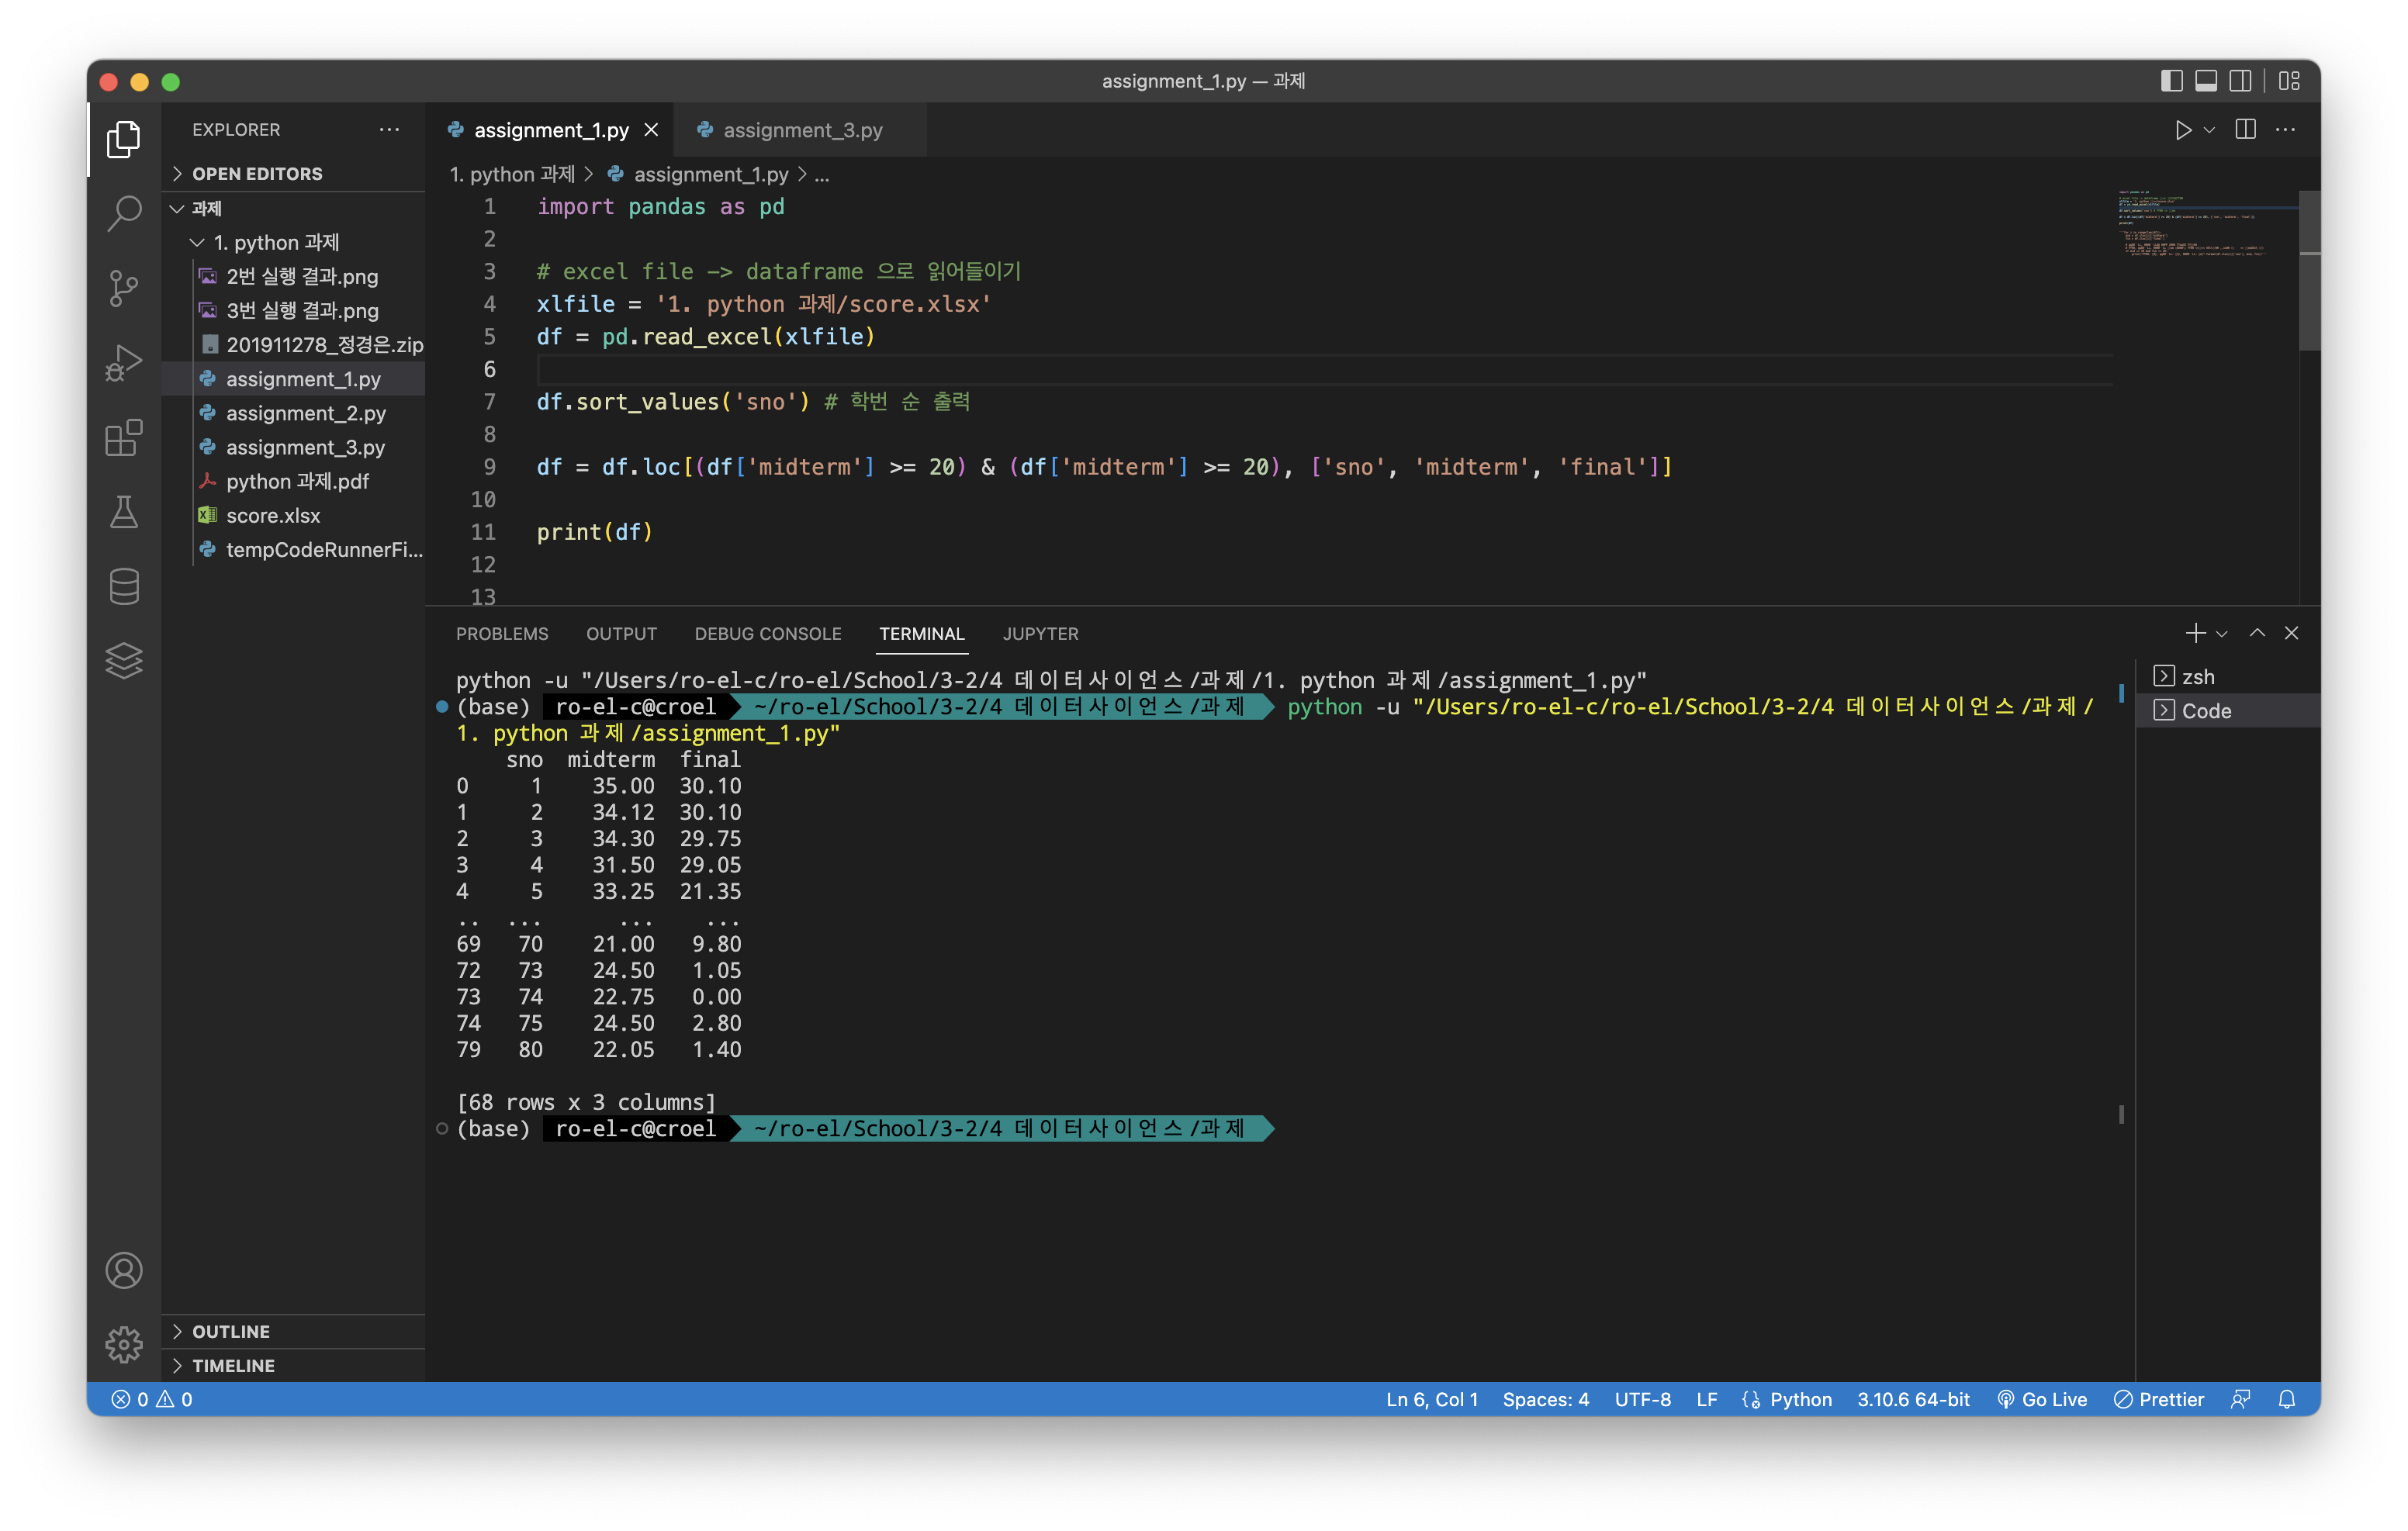 assignment_1.py — 과제
EXPLORER
OPEN EDITORS
과제
1. python 과제
2번 실행 결과.png
3번 실행 결과.png
201911278_정경은.zip
assignment_1.py
assignment_2.py
assignment_3.py
python 과제.pdf
score.xlsx
tempCodeRunnerFi...
OUTLINE
TIMELINE
assignment_1.py
assignment_3.py
1. python 과제 > assignment_1.py > ...
1 import pandas as pd
2
3 # excel file -> dataframe 으로 읽어들이기
4 xlfile = '1. python 과제/score.xlsx'
5 df = pd.read_excel(xlfile)
6
7 df.sort_values('sno') # 학번 순 출력
8
9 df = df.loc[(df['midterm'] >= 20) & (df['midterm'] >= 20), ['sno', 'midterm', 'final']]
10
11 print(df)
12
13
PROBLEMS OUTPUT DEBUG CONSOLE TERMINAL JUPYTER
python -u "/Users/ro-el-c/ro-el/School/3-2/4 데이터사이언스/과제/1. python 과제/assignment_1.py"
(base) ro-el-c@croel ~/ro-el/School/3-2/4 데이터사이언스/과제 python -u "/Users/ro-el-c/ro-el/School/3-2/4 데이터사이언스/과제/
1. python 과제/assignment_1.py"
sno midterm final
0 1 35.00 30.10
1 2 34.12 30.10
2 3 34.30 29.75
3 4 31.50 29.05
4 5 33.25 21.35
.. ... ... ...
69 70 21.00 9.80
72 73 24.50 1.05
73 74 22.75 0.00
74 75 24.50 2.80
79 80 22.05 1.40
[68 rows x 3 columns]
(base) ro-el-c@croel ~/ro-el/School/3-2/4 데이터사이언스/과제
zsh
Code
0 0
Ln 6, Col 1 Spaces: 4 UTF-8 LF Python 3.10.6 64-bit Go Live Prettier